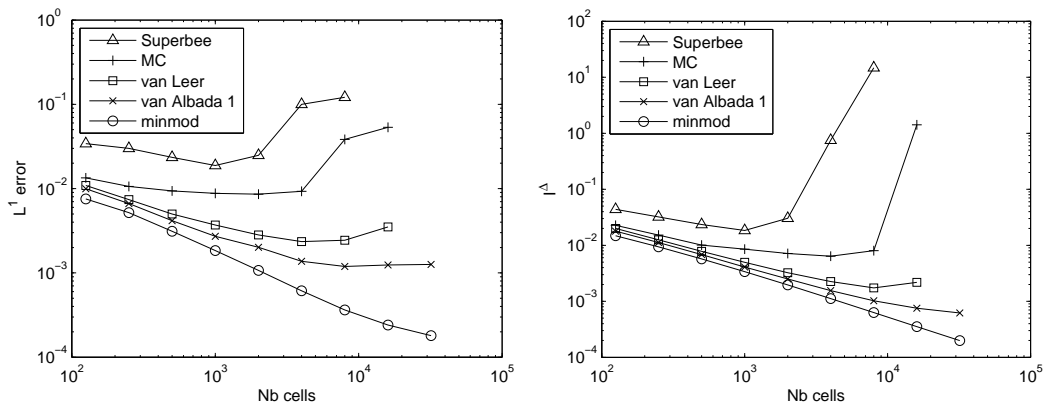 10^0
10^-1
10^-2
10^-3
10^-4
L^1 error
10^2
10^3
10^4
10^5
Nb cells
Superbee
MC
van Leer
van Albada 1
minmod
10^2
10^1
10^0
10^-1
10^-2
10^-3
10^-4
I^Δ
10^2
10^3
10^4
10^5
Nb cells
Superbee
MC
van Leer
van Albada 1
minmod